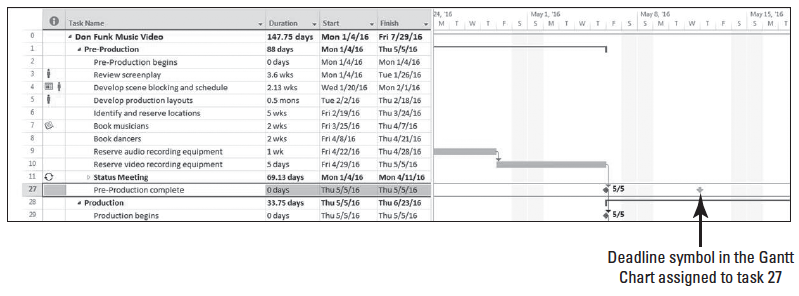 Task Name Duration Start Finish
24, '16 May 1, '16 May 8, '16 May 15, '16
M T W T F S S M T W T F S S M T W T F S S M T
0 Don Funk Music Video 147.75 days Mon 1/4/16 Fri 7/29/16
1 Pre-Production 88 days Mon 1/4/16 Thu 5/5/16
2 Pre-Production begins 0 days Mon 1/4/16 Mon 1/4/16
3 Review screenplay 3.6 wks Mon 1/4/16 Tue 1/26/16
4 Develop scene blocking and schedule 2.13 wks Wed 1/20/16 Mon 2/1/16
5 Develop production layouts 0.5 mons Tue 2/2/16 Thu 2/18/16
6 Identify and reserve locations 5 wks Fri 2/19/16 Thu 3/24/16
7 Book musicians 2 wks Fri 3/25/16 Thu 4/7/16
8 Book dancers 2 wks Fri 4/8/16 Thu 4/21/16
9 Reserve audio recording equipment 1 wk Fri 4/22/16 Thu 4/28/16
10 Reserve video recording equipment 5 days Fri 4/29/16 Thu 5/5/16
11 Status Meeting 69.13 days Mon 1/4/16 Mon 4/11/16
27 Pre-Production complete 0 days Thu 5/5/16 Thu 5/5/16 5/5
28 Production 33.75 days Thu 5/5/16 Thu 6/23/16
29 Production begins 0 days Thu 5/5/16 Thu 5/5/16 5/5
Deadline symbol in the Gantt
Chart assigned to task 27